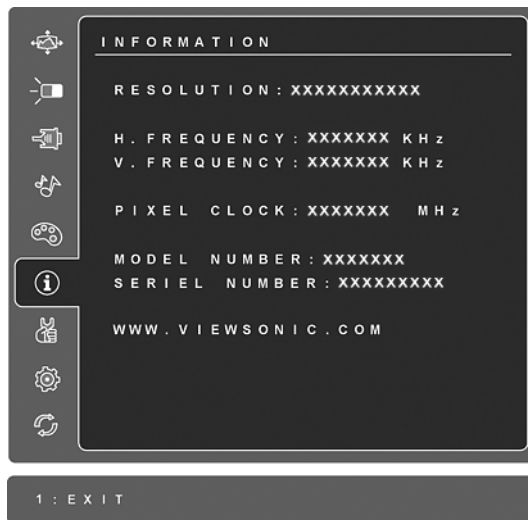 INFORMATION
RESOLUTION: XXXXXXXXXXX
H. FREQUENCY: XXXXXXX KHz
V. FREQUENCY: XXXXXXX KHz
PIXEL CLOCK: XXXXXXX MHz
MODEL NUMBER: XXXXXXX
SERIEL NUMBER: XXXXXXXXX
WWW.VIEWSONIC.COM
1: EXIT